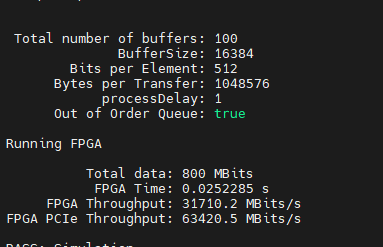 Total number of buffers: 100
BufferSize: 16384
Bits per Element: 512
Bytes per Transfer: 1048576
processDelay: 1
Out of Order Queue: true
Running FPGA
Total data: 800 MBits
FPGA Time: 0.0252285 s
FPGA Throughput: 31710.2 MBits/s
FPGA PCIe Throughput: 63420.5 MBits/s
PASS: Simulation